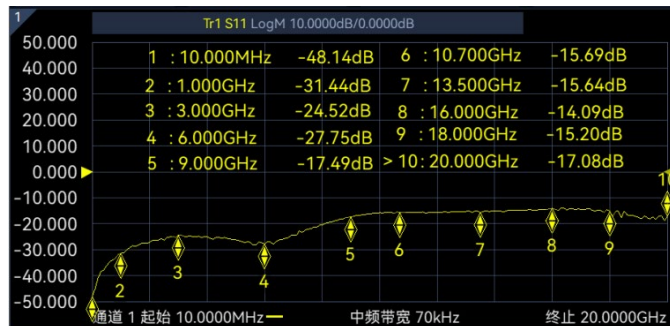 1
Tr1 S11 LogM 10.0000dB/0.0000dB
50.000
40.000
30.000
20.000
10.000
0.000
-10.000
-20.000
-30.000
-40.000
-50.000
1 : 10.000MHz -48.14dB
2 : 1.000GHz -31.44dB
3 : 3.000GHz -24.52dB
4 : 6.000GHz -27.75dB
5 : 9.000GHz -17.49dB
6 : 10.700GHz -15.69dB
7 : 13.500GHz -15.64dB
8 : 16.000GHz -14.09dB
9 : 18.000GHz -15.20dB
> 10: 20.000GHz -17.08dB
2
3
4
5
6
7
8
9
通道 1 起始 10.0000MHz 中频带宽 70kHz 终止 20.0000GHz